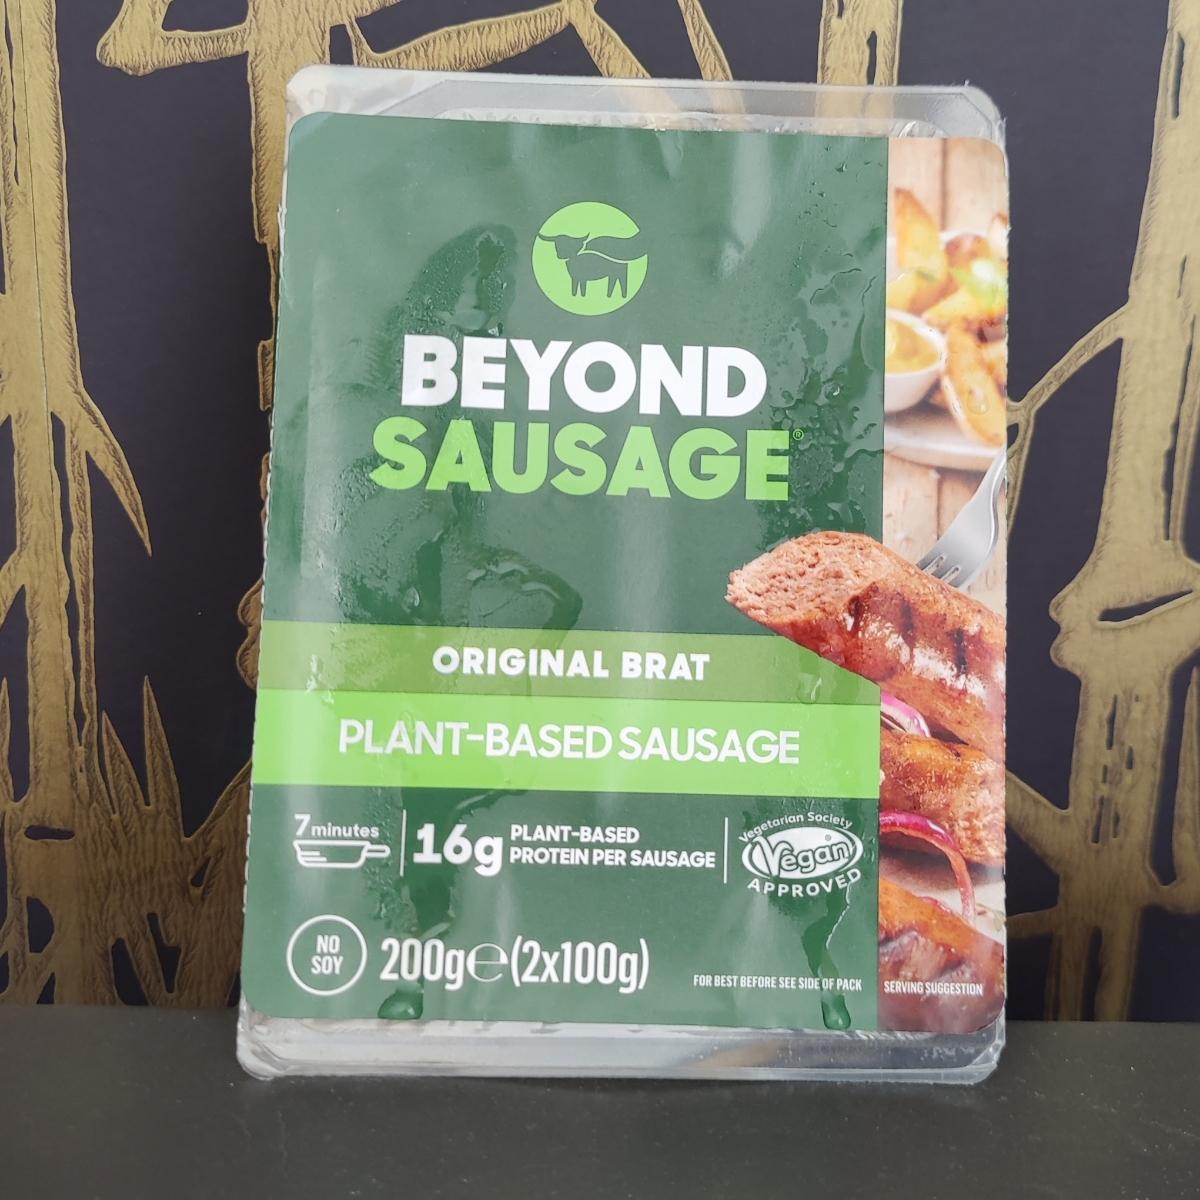 BEYOND
SAUSAGE®
ORIGINAL BRAT
PLANT-BASED SAUSAGE
7 minutes
16g PLANT-BASED
PROTEIN PER SAUSAGE
Vegetarian Society
Vegan®
APPROVED
NO
SOY
200g℮(2x100g)
FOR BEST BEFORE SEE SIDE OF PACK
SERVING SUGGESTION